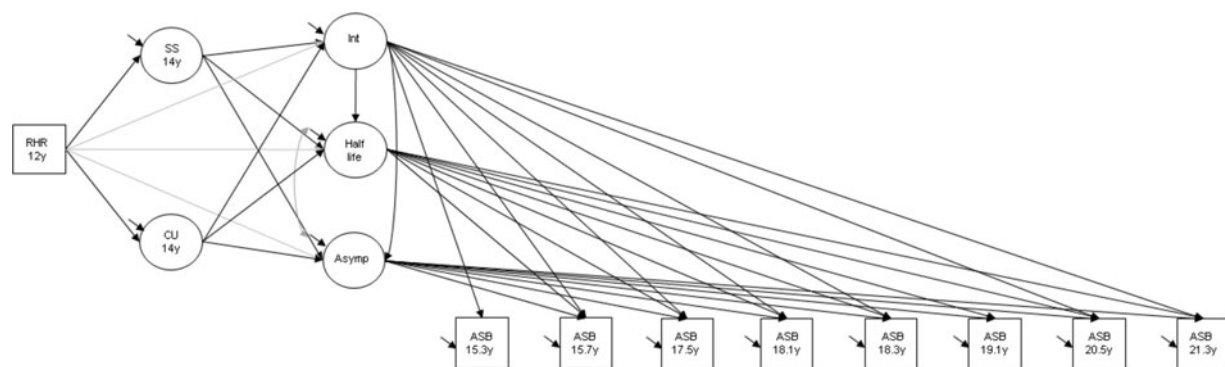 SS
14y
Int
RHR
12y
Half
life
CU
14y
Asymp
ASB
15.3y
ASB
15.7y
ASB
17.5y
ASB
18.1y
ASB
18.3y
ASB
19.1y
ASB
20.5y
ASB
21.3y